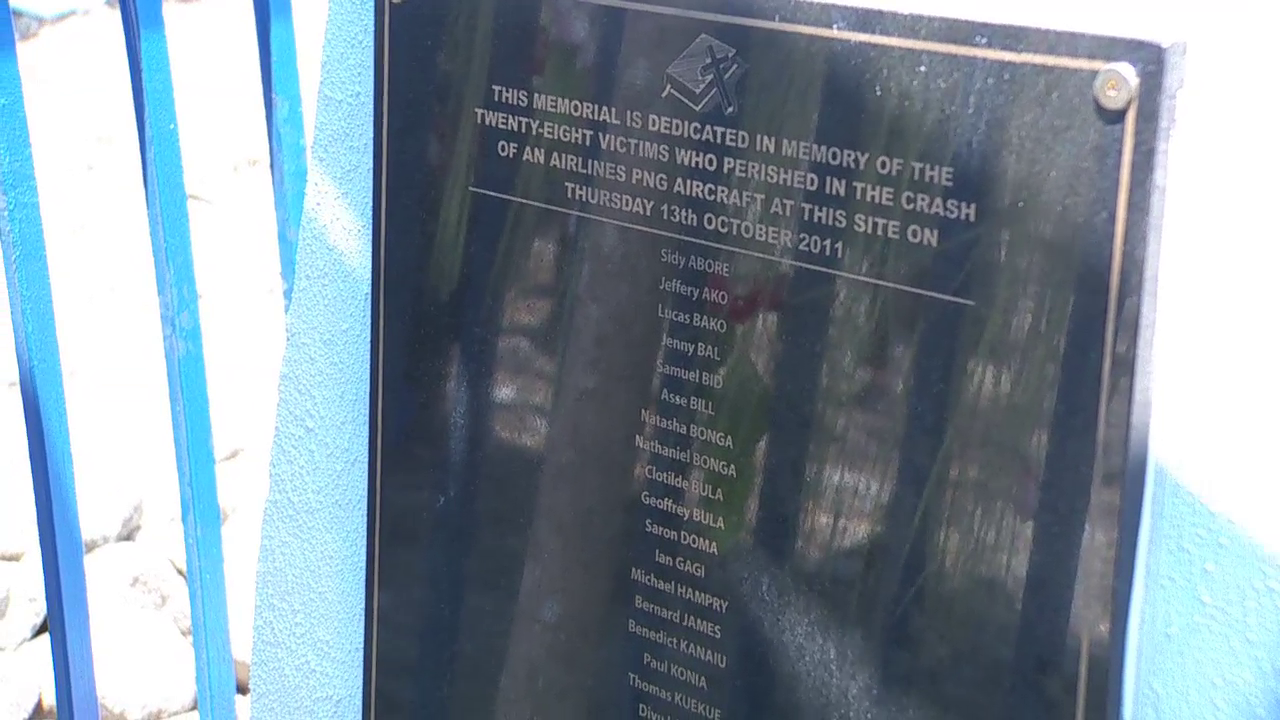 THIS MEMORIAL IS DEDICATED IN MEMORY OF THE
TWENTY-EIGHT VICTIMS WHO PERISHED IN THE CRASH
OF AN AIRLINES PNG AIRCRAFT AT THIS SITE ON
THURSDAY 13th OCTOBER 2011
Sidy ABORE
Jeffery AKO
Lucas BAKO
Jenny BAL
Samuel BID
Asse BILL
Natasha BONGA
Nathaniel BONGA
Clotilde BULA
Geoffrey BULA
Saron DOMA
Ian GAGI
Michael HAMPRY
Bernard JAMES
Benedict KANAIU
Paul KONIA
Thomas KUEKUE